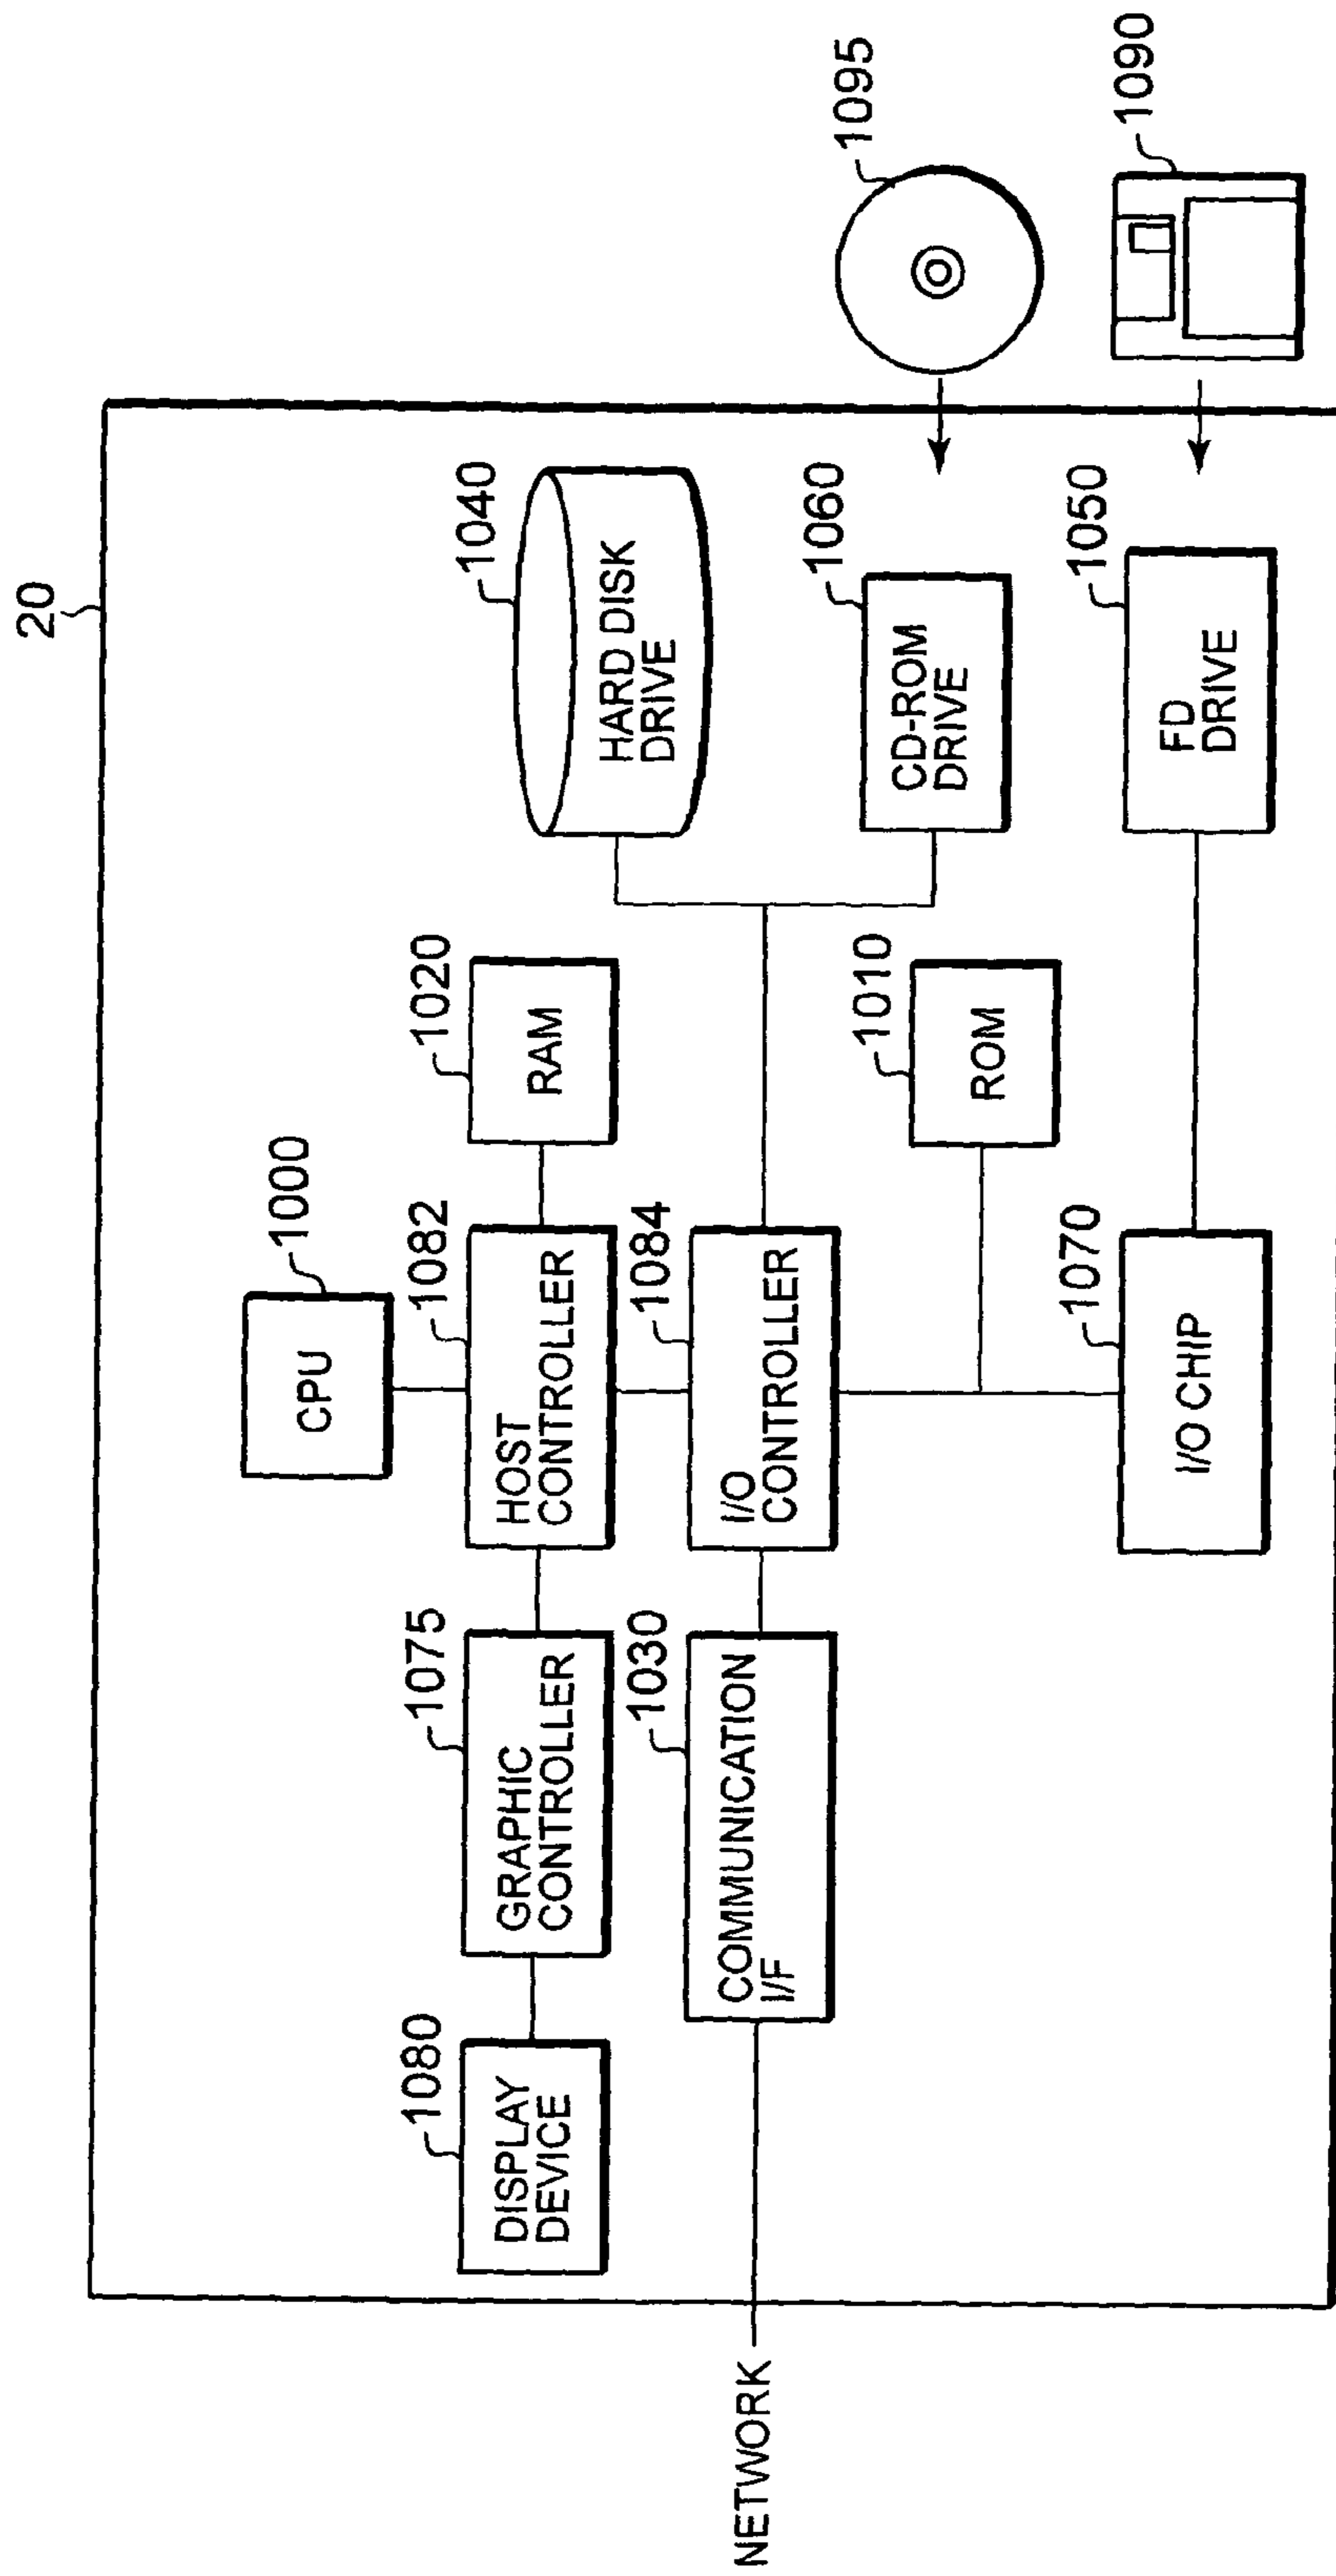 20
CPU
1000
DISPLAY
DEVICE
1080
GRAPHIC
CONTROLLER
1075
HOST
CONTROLLER
1082
RAM
1020
HARD DISK
DRIVE
1040
NETWORK
COMMUNICATION
I/F
1030
I/O
CONTROLLER
1084
ROM
1010
CD-ROM
DRIVE
1060
1095
I/O CHIP
1070
FD
DRIVE
1050
1090